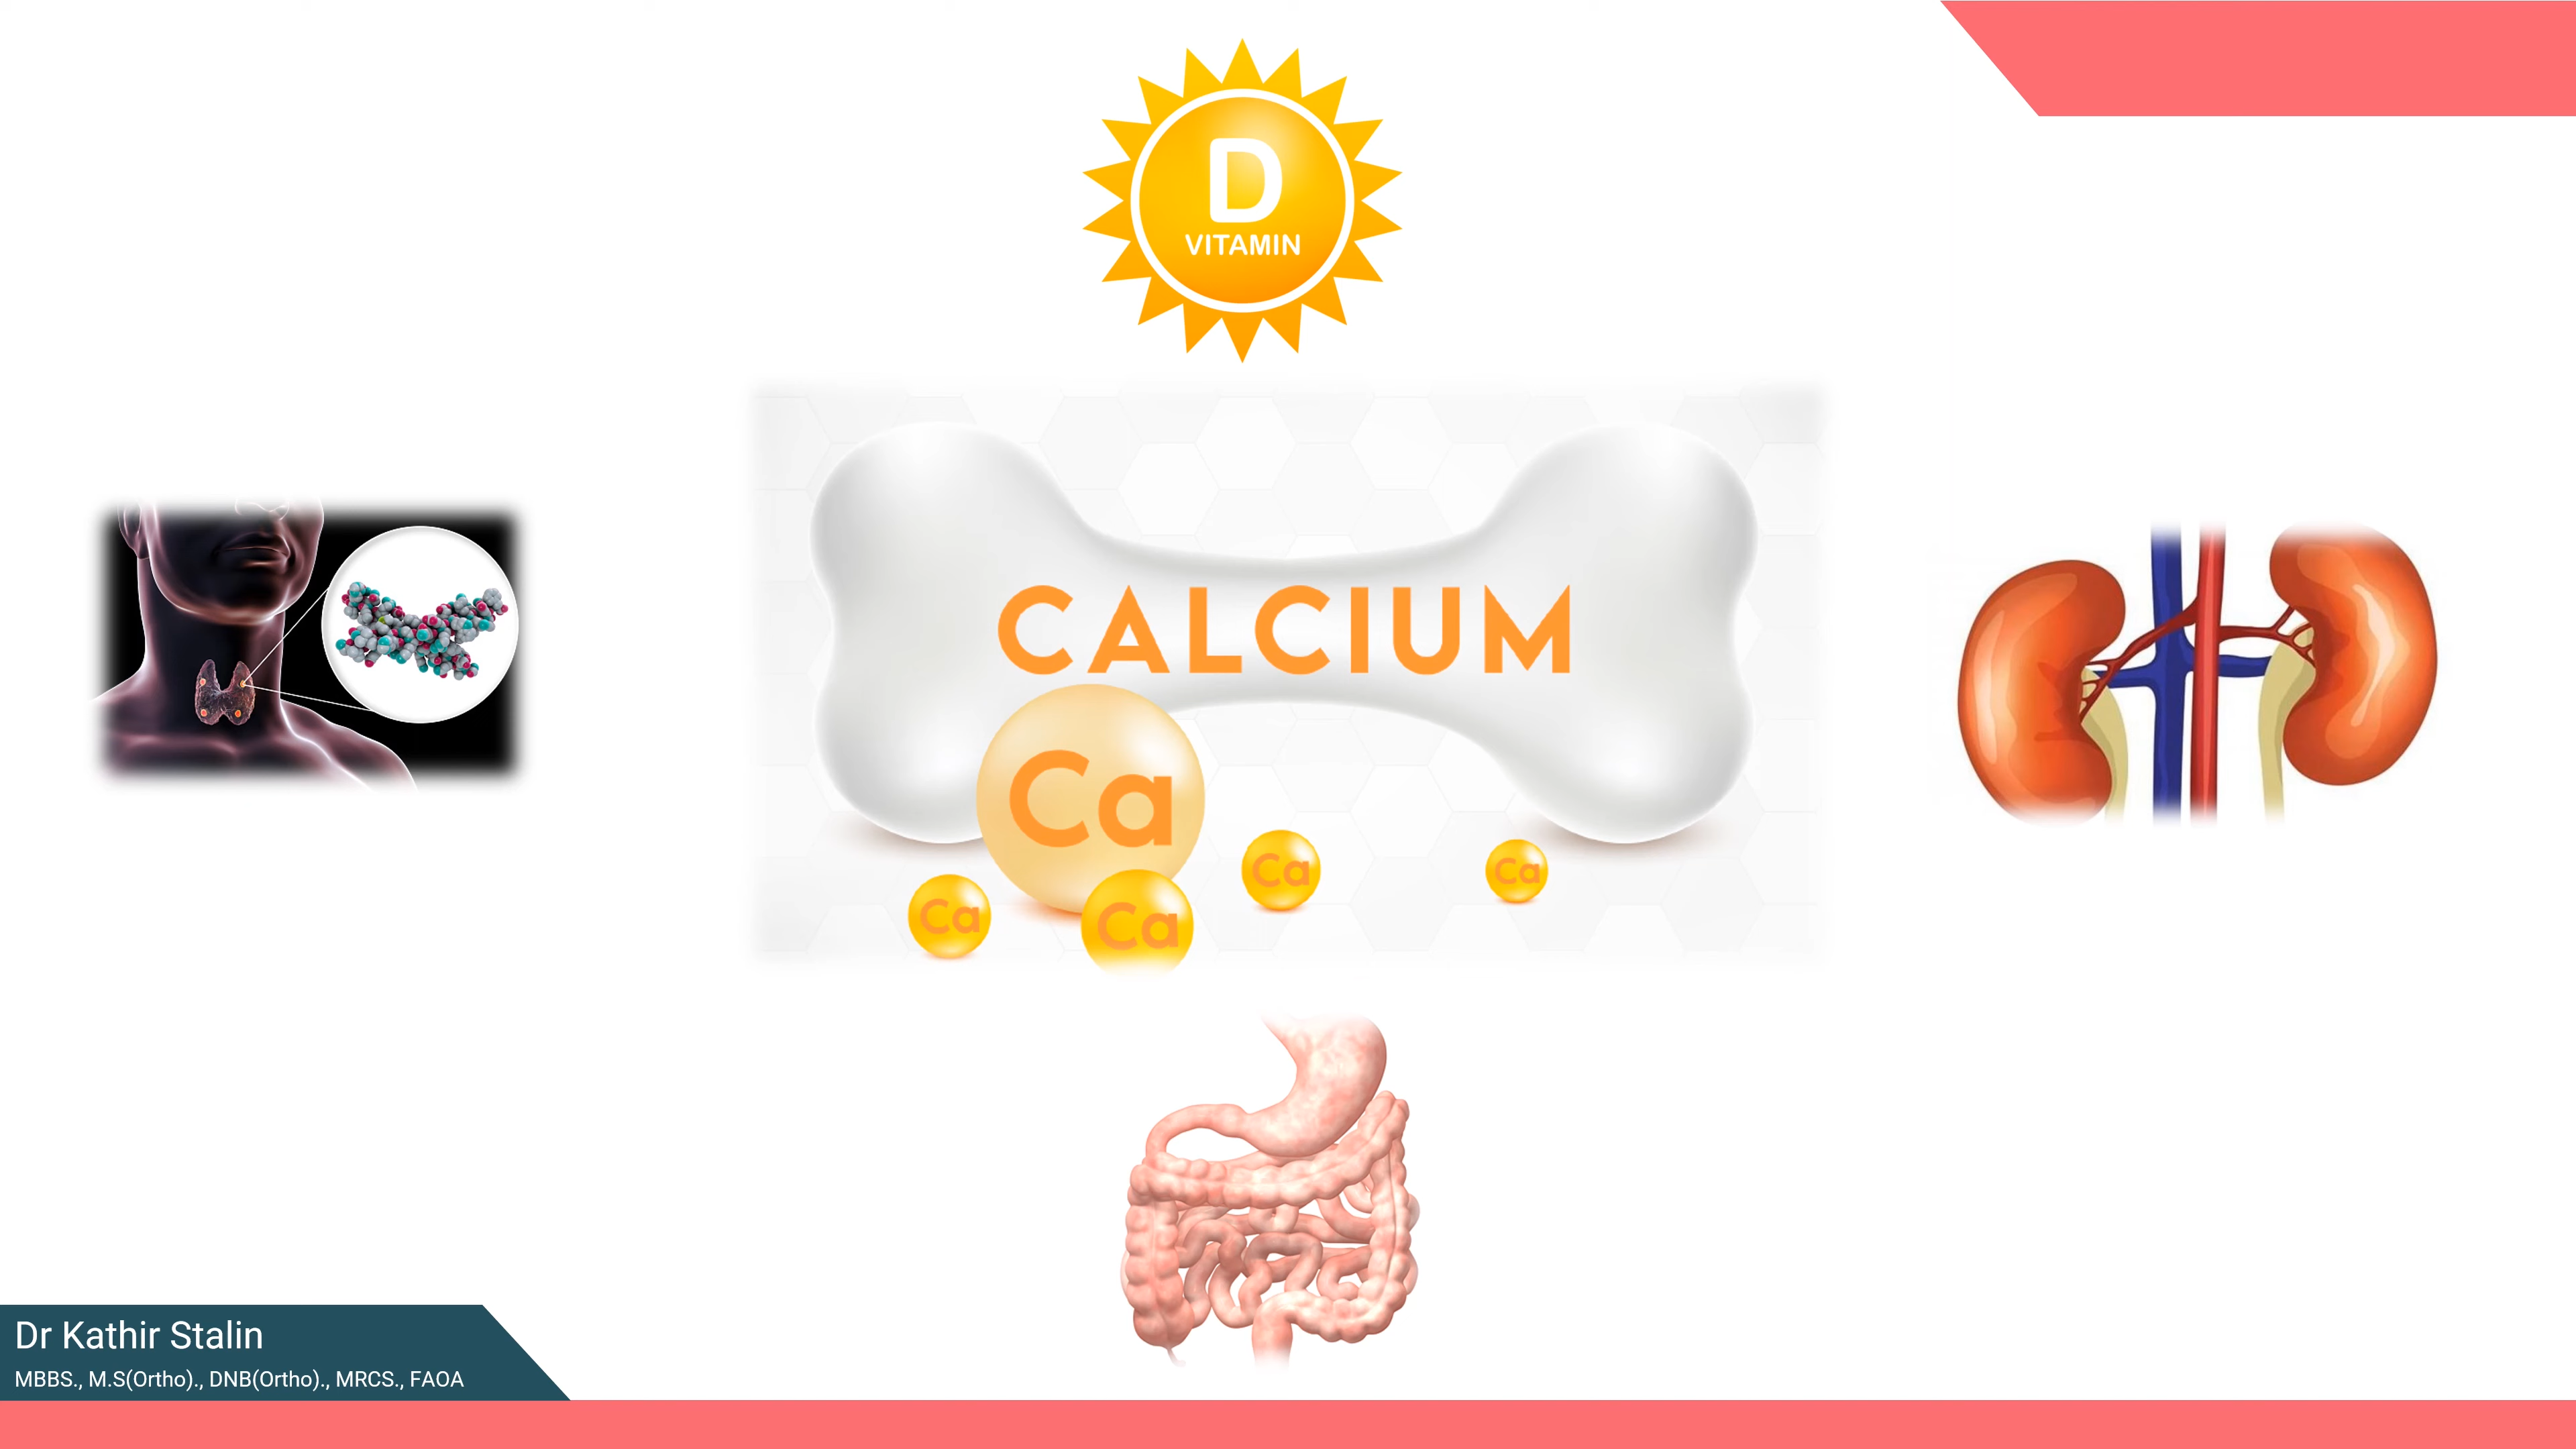 D
VITAMIN
CALCIUM
Ca
Ca
Ca
Ca
Ca
Dr Kathir Stalin
MBBS., M.S(Ortho)., DNB(Ortho)., MRCS., FAOA